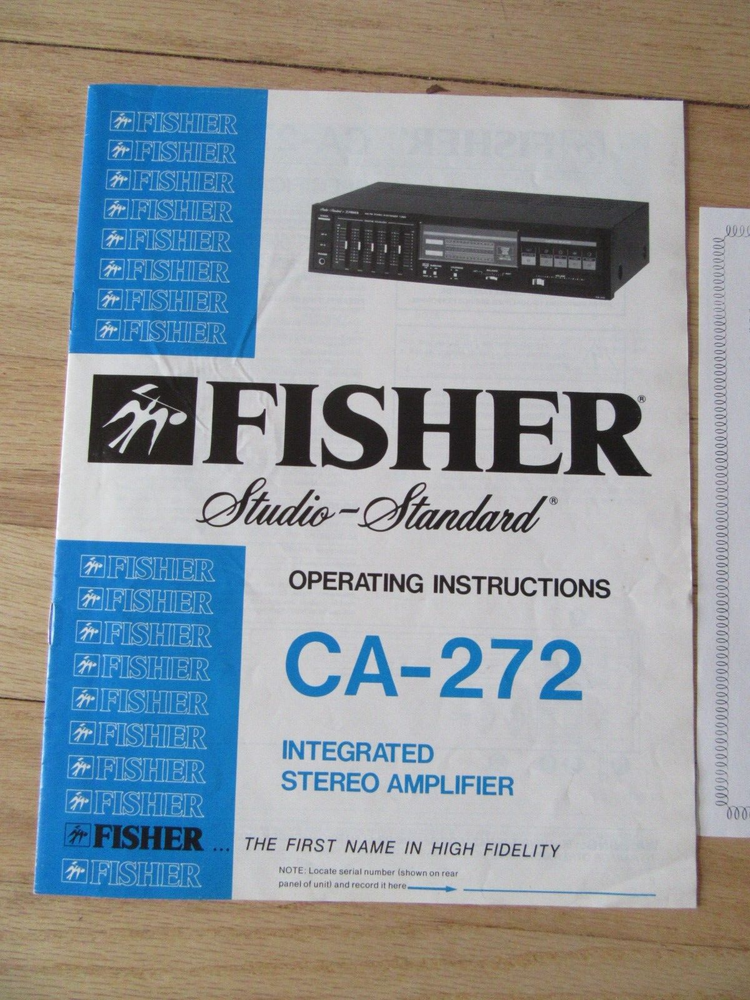 FISHER
FISHER
FISHER
FISHER
FISHER
FISHER
FISHER
FISHER
FISHER®
Studio-Standard®
FISHER
FISHER
FISHER
FISHER
FISHER
FISHER
FISHER
FISHER
OPERATING INSTRUCTIONS
CA-272
INTEGRATED
STEREO AMPLIFIER
FISHER ... THE FIRST NAME IN HIGH FIDELITY
FISHER
NOTE: Locate serial number (shown on rear
panel of unit) and record it here